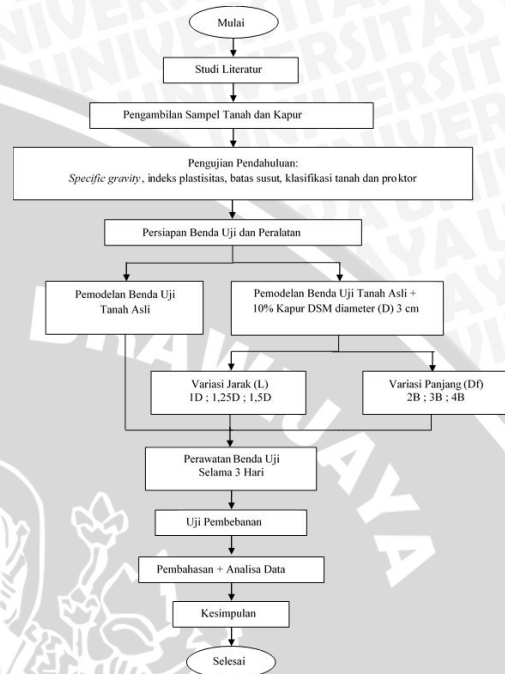 Mulai
Studi Literatur
Pengambilan Sampel Tanah dan Kapur
Pengujian Pendahuluan:
Specific gravity, indeks plastisitas, batas susut, klasifikasi tanah dan proktor
Persiapan Benda Uji dan Peralatan
Pemodelan Benda Uji
Tanah Asli
Pemodelan Benda Uji Tanah Asli +
10% Kapur DSM diameter (D) 3 cm
Variasi Jarak (L)
1D ; 1,25D ; 1,5D
Variasi Panjang (Df)
2B ; 3B ; 4B
Perawatan Benda Uji
Selama 3 Hari
Uji Pembebanan
Pembahasan + Analisa Data
Kesimpulan
Selesai
BRAWIJAYA